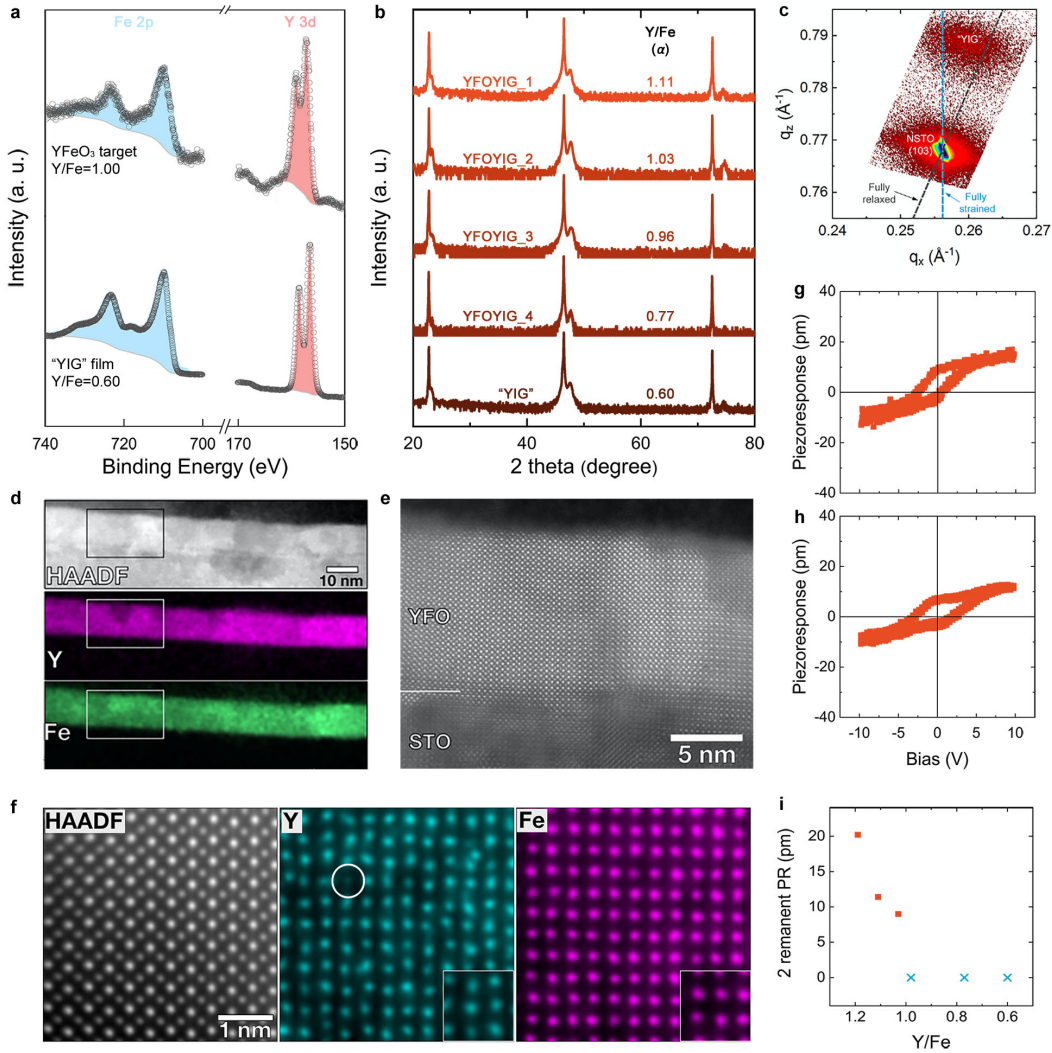 a
Fe 2p
Y 3d
YFeO₃ target
Y/Fe=1.00
"YIG" film
Y/Fe=0.60
Intensity (a. u.)
740
720
700
170
150
Binding Energy (eV)
b
Y/Fe
(α)
YFOYIG_1
1.11
YFOYIG_2
1.03
YFOYIG_3
0.96
YFOYIG_4
0.77
"YIG"
0.60
Intensity (a. u.)
20
40
60
80
2 theta (degree)
c
0.79
0.78
0.77
0.76
qz (Å⁻¹)
"YIG"
NSTO
(103)
Fully
relaxed
Fully
strained
0.24
0.25
0.26
0.27
qx (Å⁻¹)
d
HAADF
10 nm
Y
Fe
e
YFO
STO
5 nm
f
HAADF
1 nm
Y
Fe
g
40
20
0
-20
-40
Piezoresponse (pm)
h
40
20
0
-20
-40
Piezoresponse (pm)
-10
-5
0
5
10
Bias (V)
i
20
15
10
5
0
2 remanent PR (pm)
1.2
1.0
0.8
0.6
Y/Fe